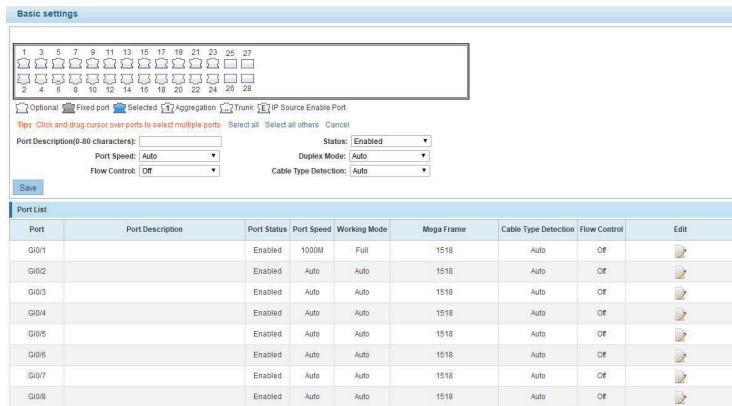 Basic settings
1 3 5 7 9 11 13 15 17 19 21 23 25 27
2 4 6 8 10 12 14 16 18 20 22 24 26 28
Optional Fixed port Selected 1 Aggregation Trunk E IP Source Enable Port
Tip: Click and drag cursor over ports to select multiple ports Select all Select all others Cancel
Port Description(0-80 characters): Status: Enabled
Port Speed: Auto Duplex Mode: Auto
Flow Control: Off Cable Type Detection: Auto
Save
Port List
Port Port Description Port Status Port Speed Working Mode Mega Frame Cable Type Detection Flow Control Edit
Gi0/1 Enabled 1000M Full 1518 Auto Off
Gi0/2 Enabled Auto Auto 1518 Auto Off
Gi0/3 Enabled Auto Auto 1518 Auto Off
Gi0/4 Enabled Auto Auto 1518 Auto Off
Gi0/5 Enabled Auto Auto 1518 Auto Off
Gi0/6 Enabled Auto Auto 1518 Auto Off
Gi0/7 Enabled Auto Auto 1518 Auto Off
Gi0/8 Enabled Auto Auto 1518 Auto Off